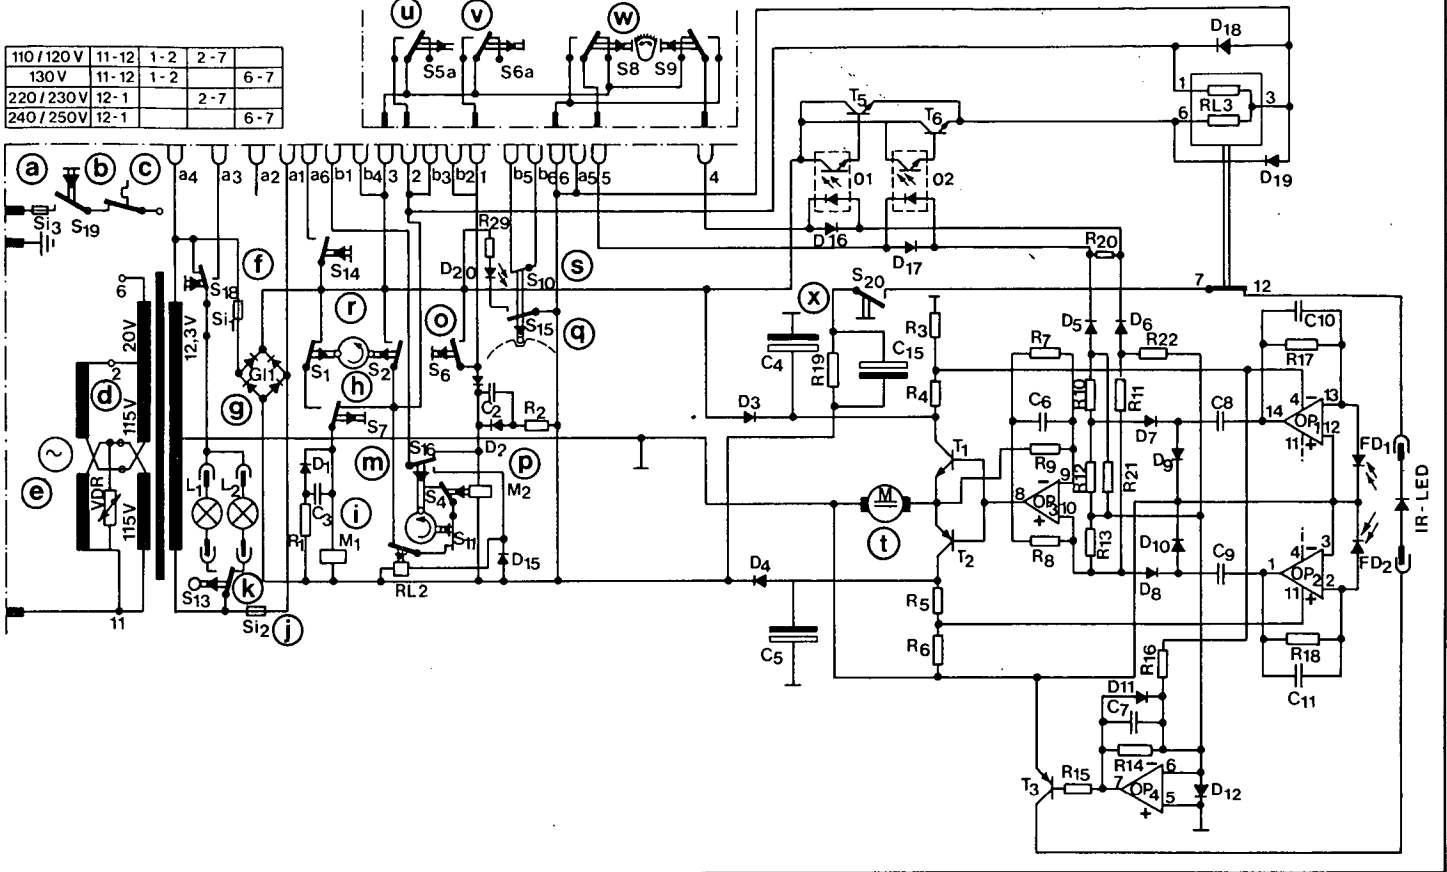 u v w
S5a S6a S8 S9
110/120 V 11-12 1-2 2-7
130 V 11-12 1-2 6-7
220/230 V 12-1 2-7
240/250 V 12-1 6-7
D18
1 RL3 3
6
D19
T5 T6
O1 O2
D16 D17
a b c
a4 a3 a2 a1 a6 b1 b4 3 2 b3 b2 1 b5 b6 6 a5 5 4
Si3 S19
R29
D20
S10
s
S14
f
S18
Si1
6
20V
12,3V
r
o
S15
q
x
S20
7 12
R20
D5 D6
R3
R7
R22
C10
R17
C4
R19
C15
S1 S2
h
S6
GI1
g
2
d
115V
C2
R2
D2
p
D3
R4
C6
R10
R11
D7
C8
14
4 −
13
OP1
12
11 +
FD1
S7
m
S16
M2
S4
S11
T1
R9
R12
R21
D9
8
−
9
OP3
10
+
M
t
T2
R8
R13
D10
D8
C9
1
4 −
3
OP2
2
11 +
FD2
IR-LED
~
e
VDR
115V
L1 L2
D1
C3
R1
i
M1
RL2
D15
D4
S13
k
Si2
j
11
C5
R5
R6
R16
R18
C11
D11
C7
R14
T3
R15
7
−
6
OP4
5
+
D12